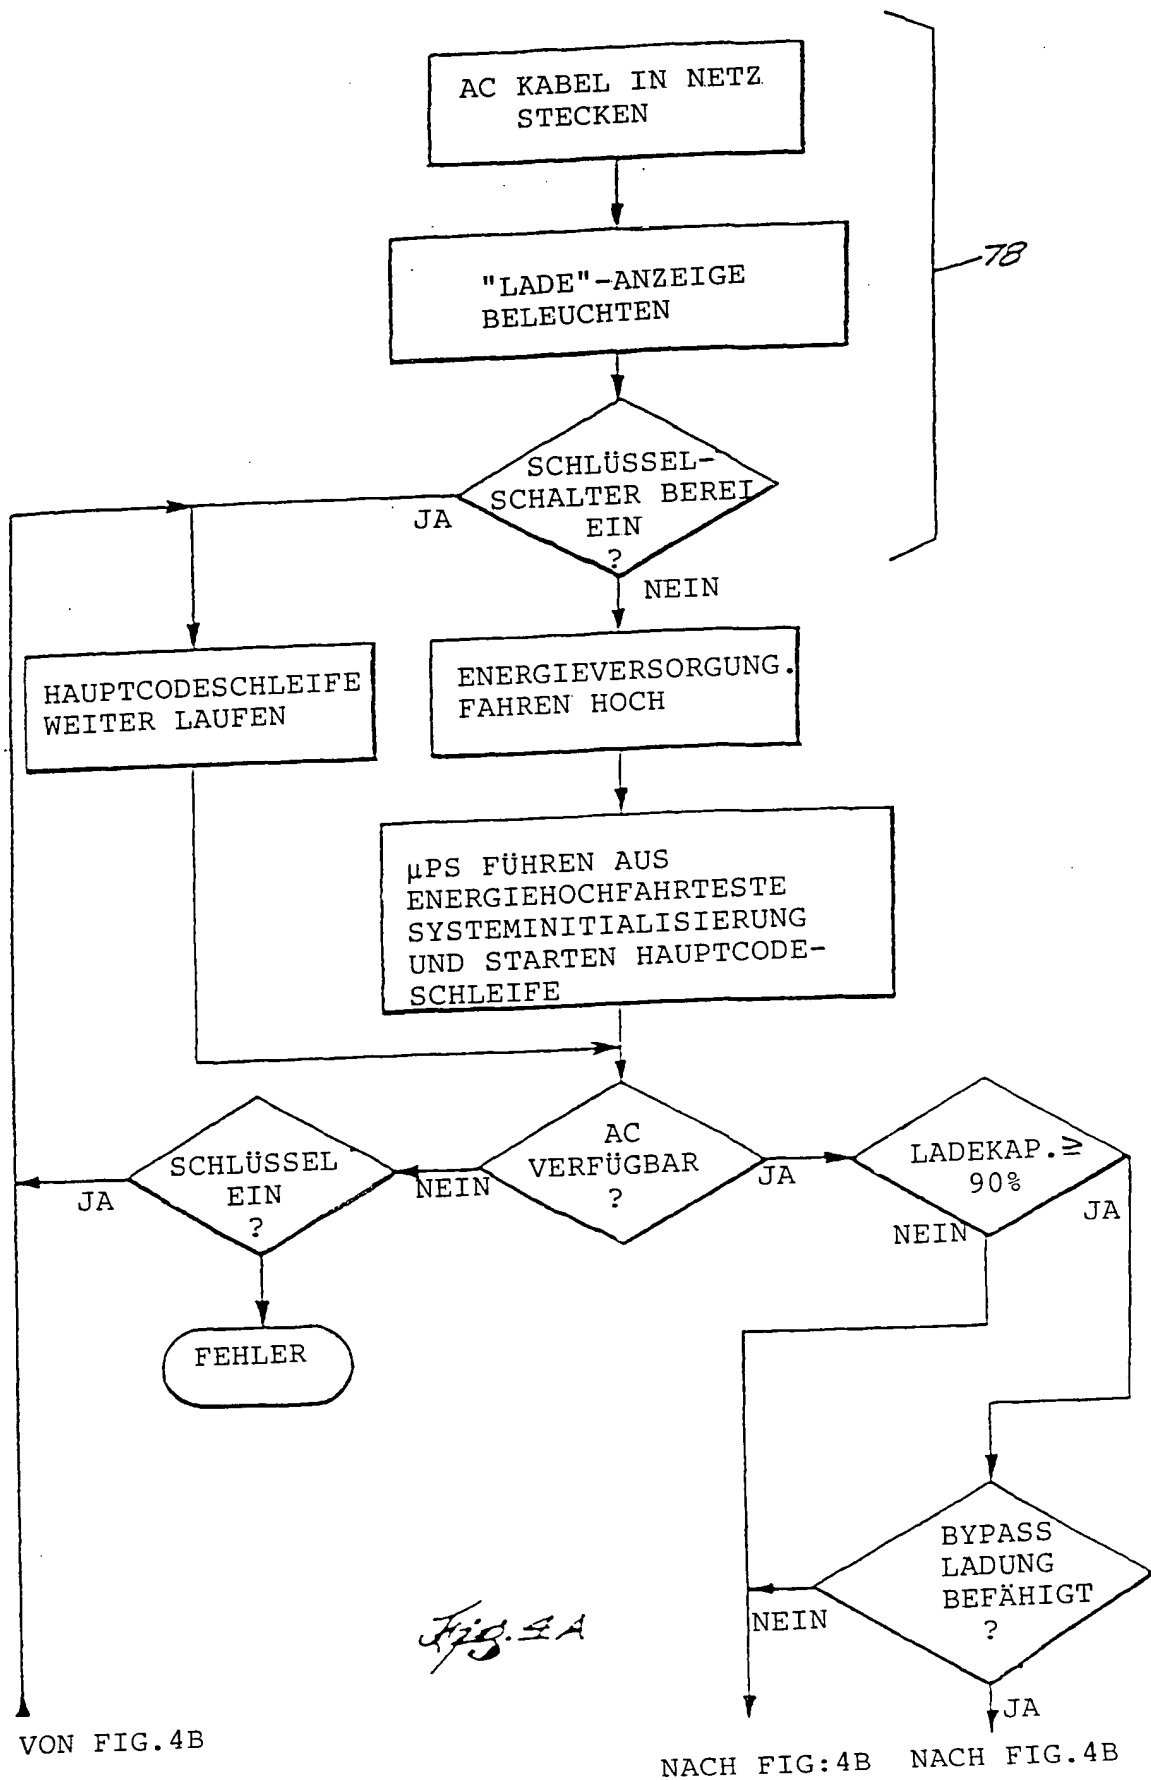 AC KABEL IN NETZ
STECKEN
78
"LADE"-ANZEIGE
BELEUCHTEN
SCHLÜSSEL-
SCHALTER BEREI
EIN
?
JA
NEIN
HAUPTCODESCHLEIFE
WEITER LAUFEN
ENERGIEVERSORGUNG.
FAHREN HOCH
µPS FÜHREN AUS
ENERGIEHOCHFAHRTESTE
SYSTEMINITIALISIERUNG
UND STARTEN HAUPTCODE-
SCHLEIFE
SCHLÜSSEL
EIN
?
JA
AC
VERFÜGBAR
?
NEIN
JA
LADEKAP.≥
90%
NEIN
JA
FEHLER
BYPASS
LADUNG
BEFÄHIGT
?
NEIN
JA
Fig. 4A
VON FIG.4B
NACH FIG:4B
NACH FIG.4B